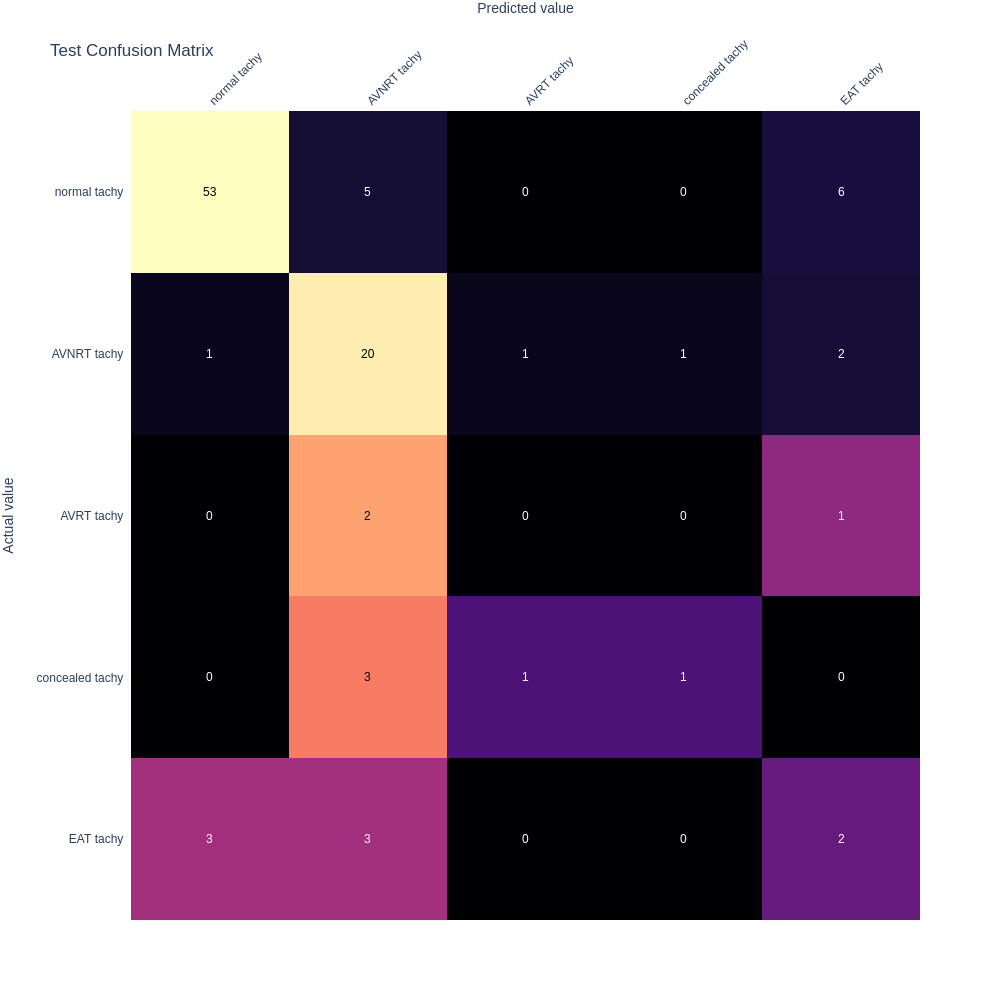 Predicted value
Test Confusion Matrix
normal tachy
AVNRT tachy
AVRT tachy
concealed tachy
EAT tachy
Actual value
normal tachy
53 5 0 0 6
AVNRT tachy
1 20 1 1 2
AVRT tachy
0 2 0 0 1
concealed tachy
0 3 1 1 0
EAT tachy
3 3 0 0 2